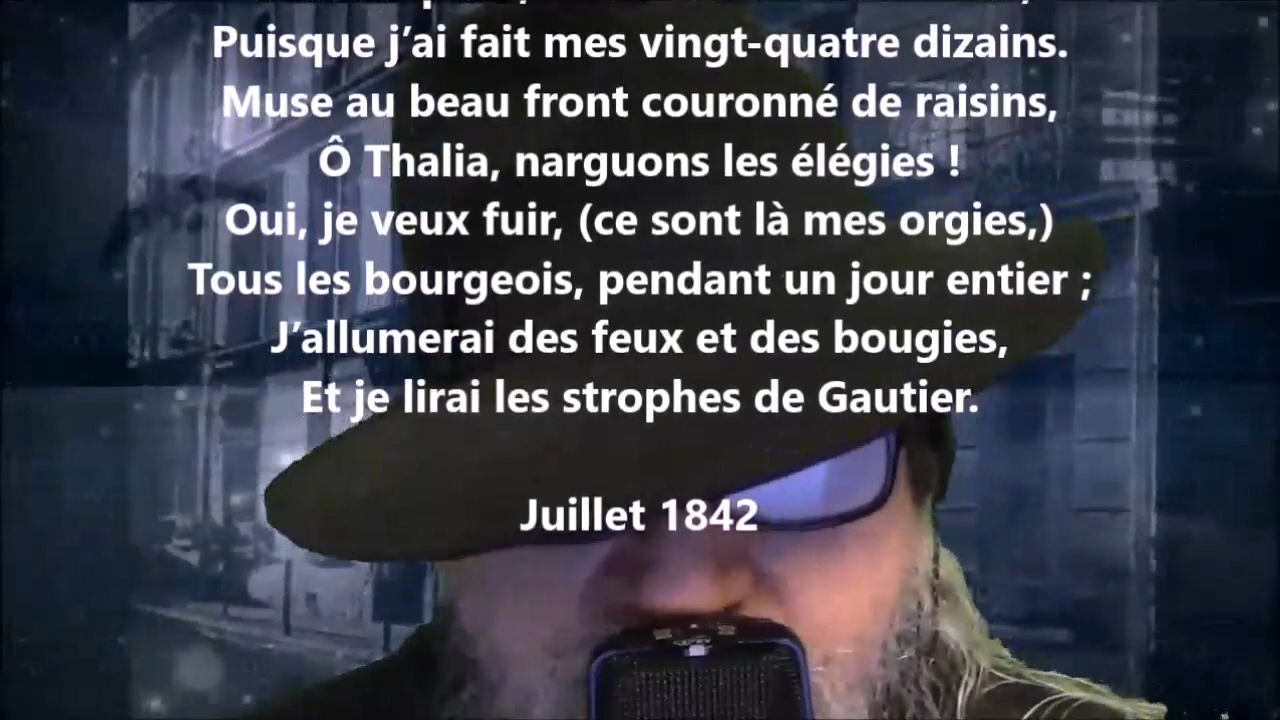 Puisque j’ai fait mes vingt-quatre dizains.
Muse au beau front couronné de raisins,
Ô Thalia, narguons les élégies !
Oui, je veux fuir, (ce sont là mes orgies,)
Tous les bourgeois, pendant un jour entier ;
J’allumerai des feux et des bougies,
Et je lirai les strophes de Gautier.
Juillet 1842